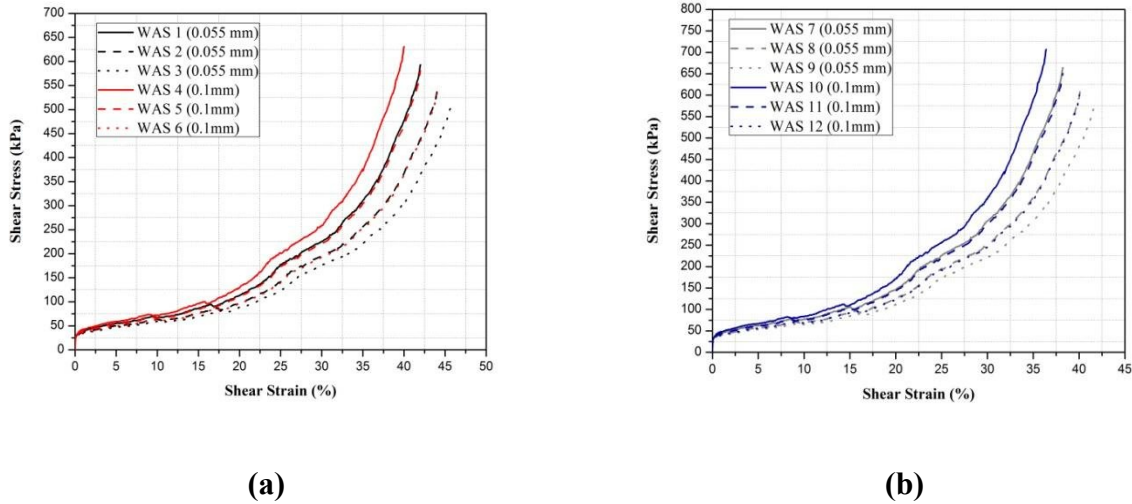 700
650
600
550
500
450
400
350
300
250
200
150
100
50
0
Shear Stress (kPa)
WAS 1 (0.055 mm)
WAS 2 (0.055 mm)
WAS 3 (0.055 mm)
WAS 4 (0.1mm)
WAS 5 (0.1mm)
WAS 6 (0.1mm)
0 5 10 15 20 25 30 35 40 45 50
Shear Strain (%)
(a)
800
750
700
650
600
550
500
450
400
350
300
250
200
150
100
50
0
Shear Stress (kPa)
WAS 7 (0.055 mm)
WAS 8 (0.055 mm)
WAS 9 (0.055 mm)
WAS 10 (0.1mm)
WAS 11 (0.1mm)
WAS 12 (0.1mm)
0 5 10 15 20 25 30 35 40 45
Shear Strain (%)
(b)